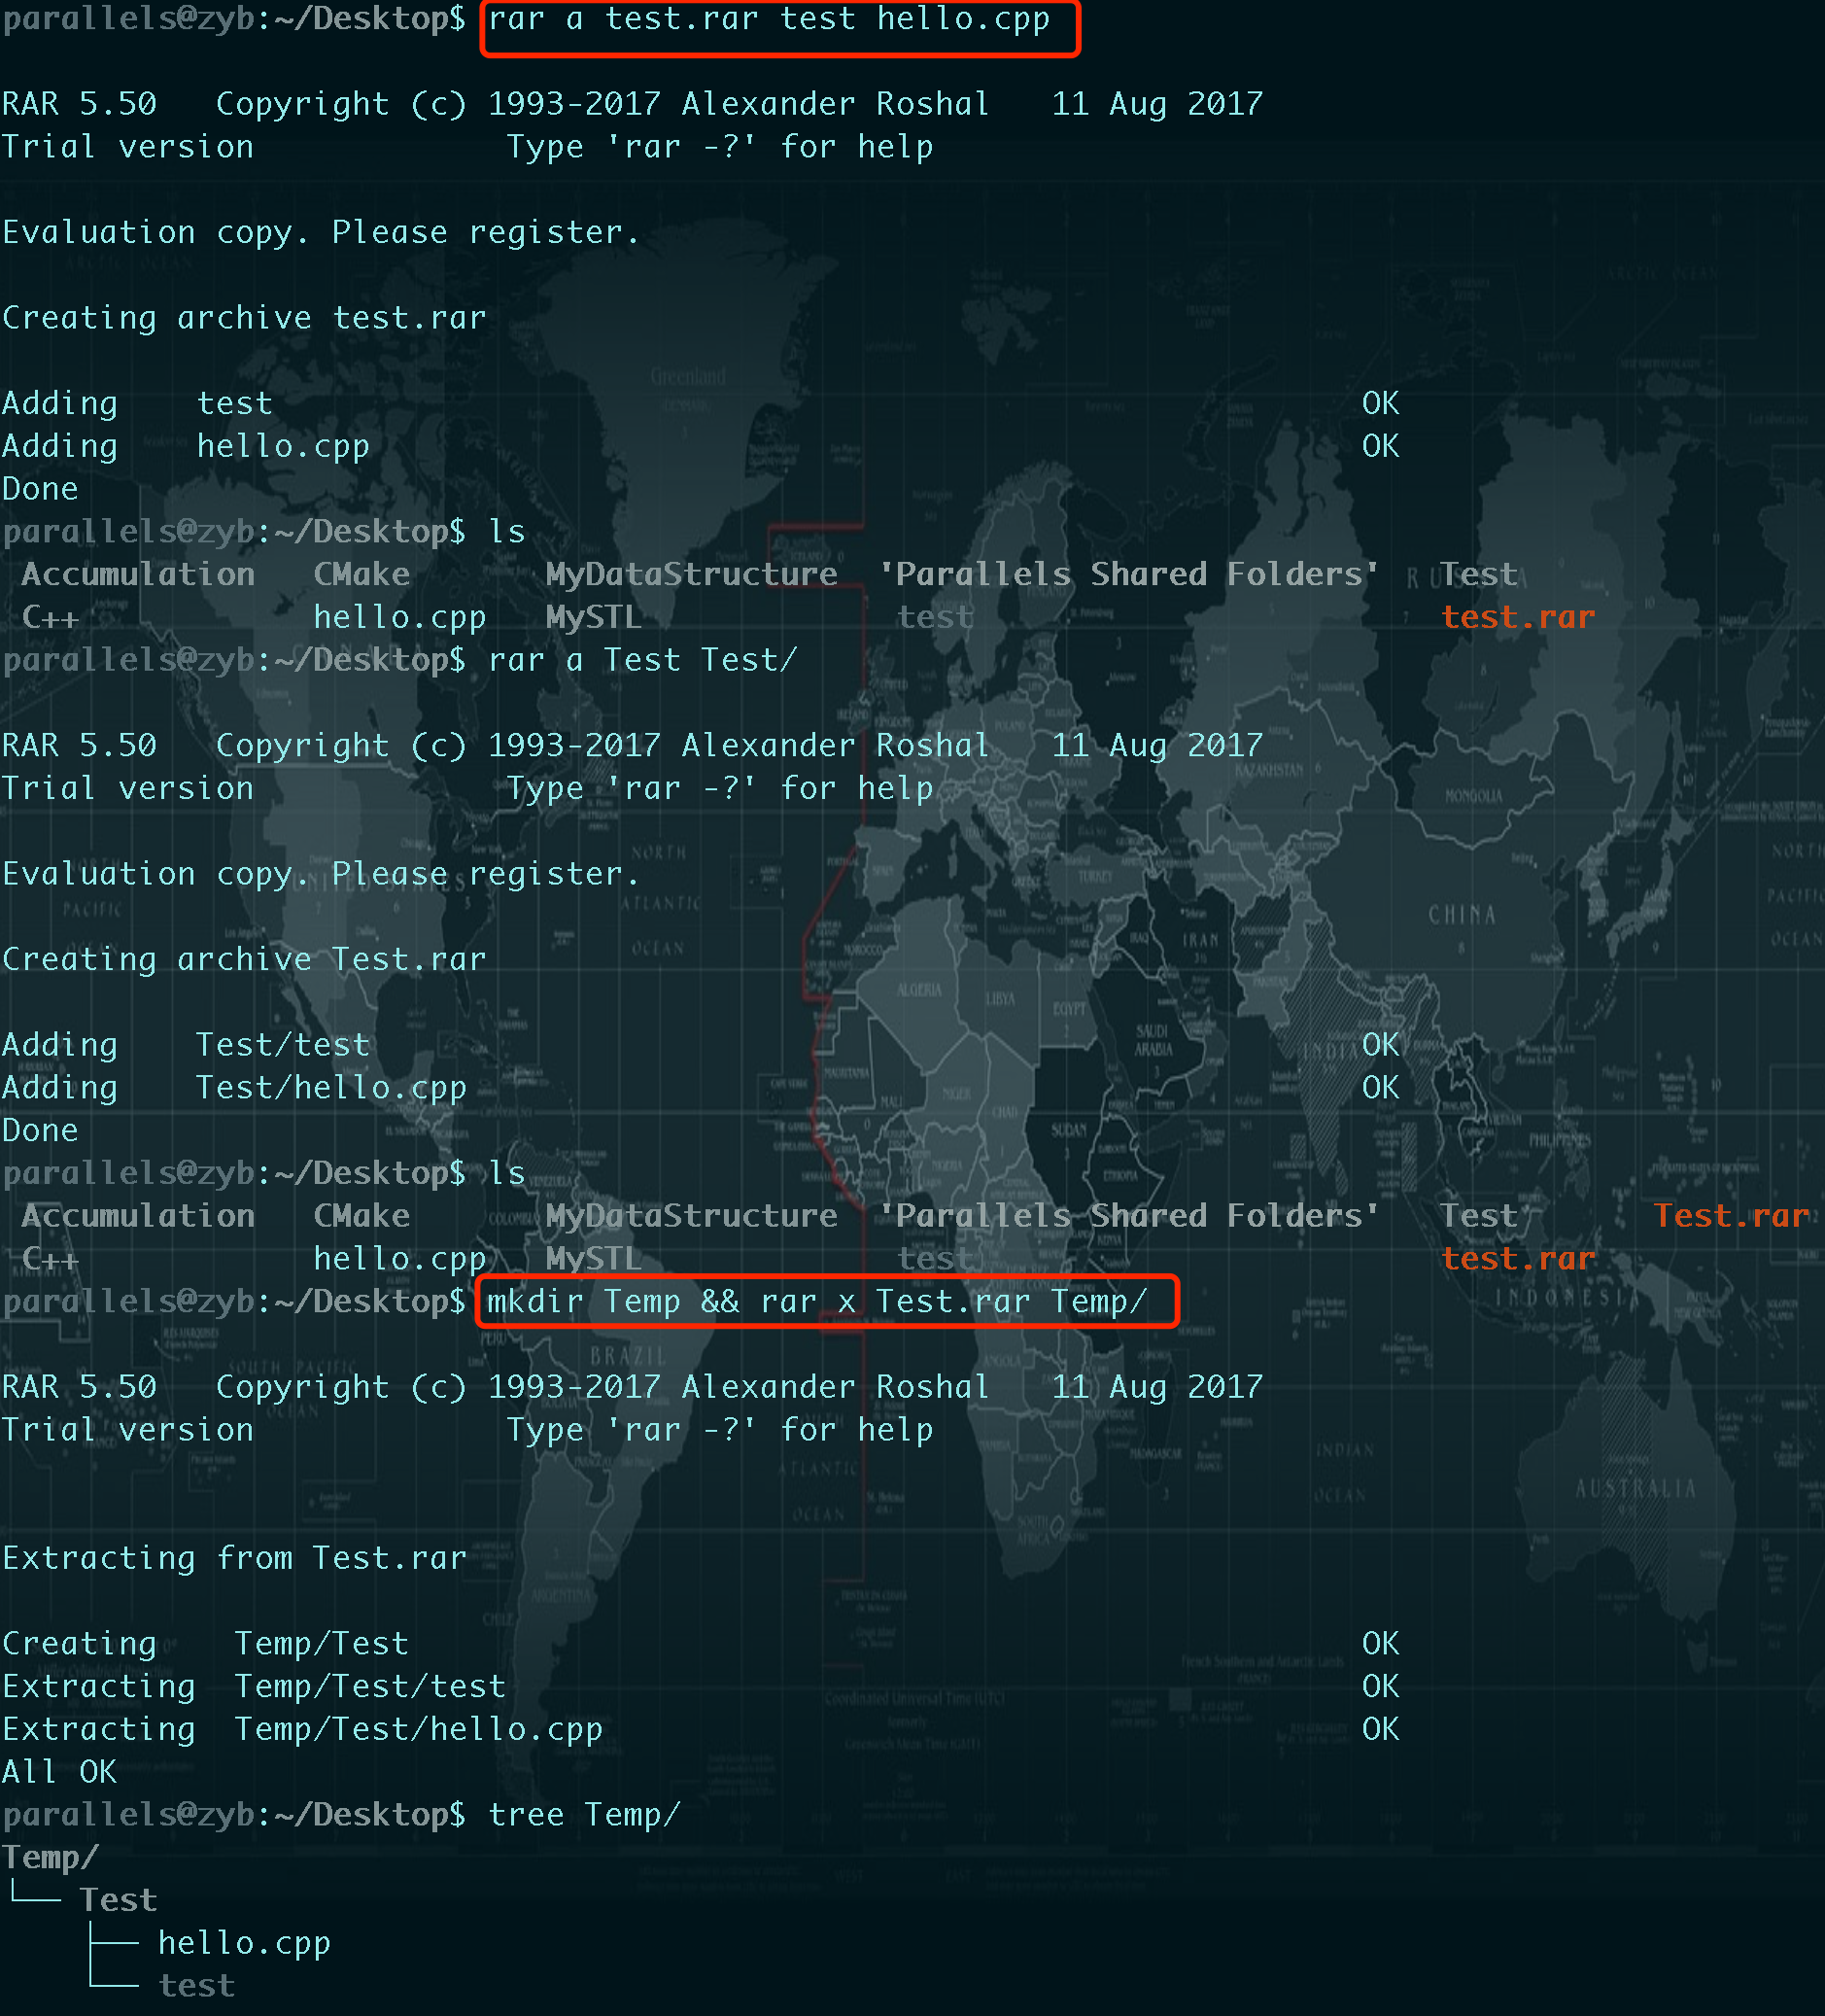 parallels@zyb:~/Desktop$ rar a test.rar test hello.cpp
RAR 5.50   Copyright (c) 1993-2017 Alexander Roshal   11 Aug 2017
Trial version             Type 'rar -?' for help
Evaluation copy. Please register.
Creating archive test.rar
Adding    test                                                        OK
Adding    hello.cpp                                                   OK
Done
parallels@zyb:~/Desktop$ ls
 Accumulation   CMake       MyDataStructure  'Parallels Shared Folders'   Test
 C++            hello.cpp   MySTL             test                        test.rar
parallels@zyb:~/Desktop$ rar a Test Test/
RAR 5.50   Copyright (c) 1993-2017 Alexander Roshal   11 Aug 2017
Trial version             Type 'rar -?' for help
Evaluation copy. Please register.
Creating archive Test.rar
Adding    Test/test                                                   OK
Adding    Test/hello.cpp                                              OK
Done
parallels@zyb:~/Desktop$ ls
 Accumulation   CMake       MyDataStructure  'Parallels Shared Folders'   Test       Test.rar
 C++            hello.cpp   MySTL             test                        test.rar
parallels@zyb:~/Desktop$ mkdir Temp && rar x Test.rar Temp/
RAR 5.50   Copyright (c) 1993-2017 Alexander Roshal   11 Aug 2017
Trial version             Type 'rar -?' for help
Extracting from Test.rar
Creating    Temp/Test                                                 OK
Extracting  Temp/Test/test                                            OK
Extracting  Temp/Test/hello.cpp                                       OK
All OK
parallels@zyb:~/Desktop$ tree Temp/
Temp/
└── Test
    ├── hello.cpp
    └── test